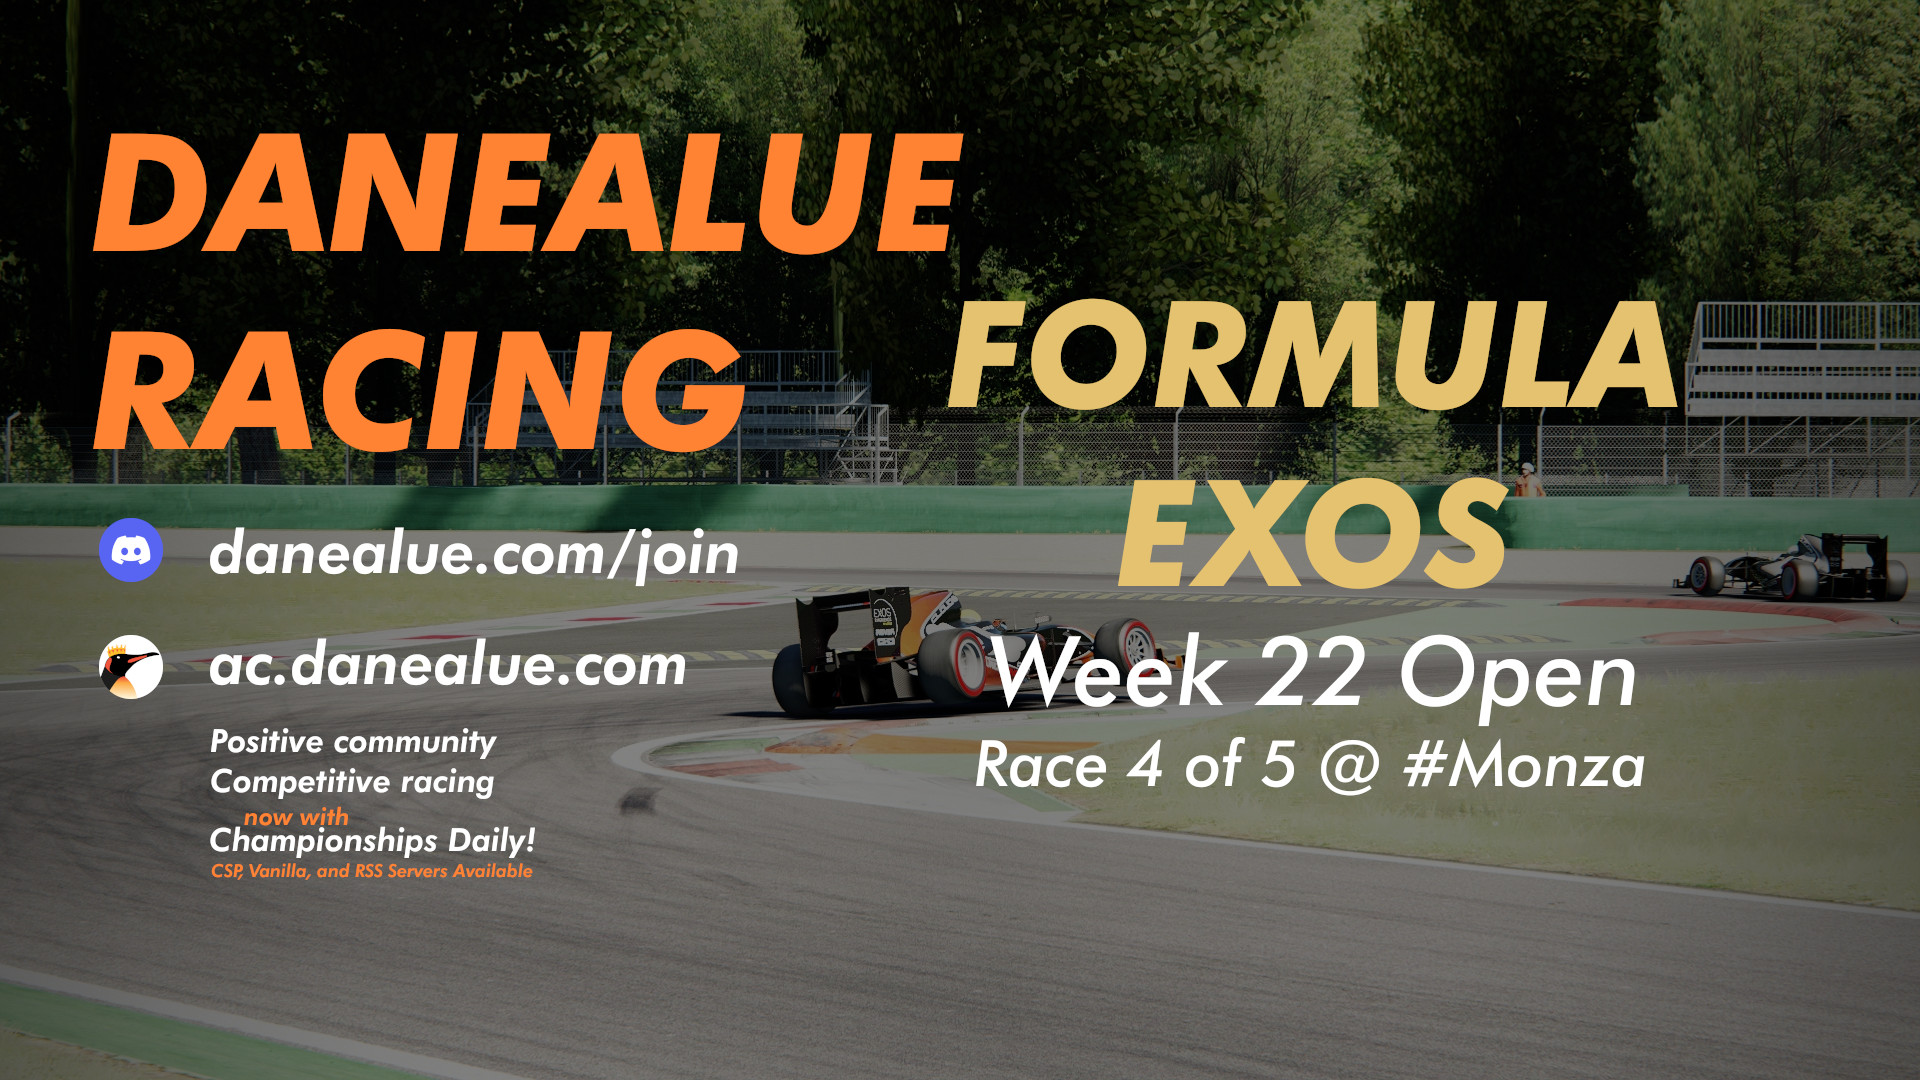 DANEALUE
RACING
danealue.com/join
ac.danealue.com
Positive community
Competitive racing
now with
Championships Daily!
CSP, Vanilla, and RSS Servers Available
FORMULA
EXOS
Week 22 Open
Race 4 of 5 @ #Monza
EXOS